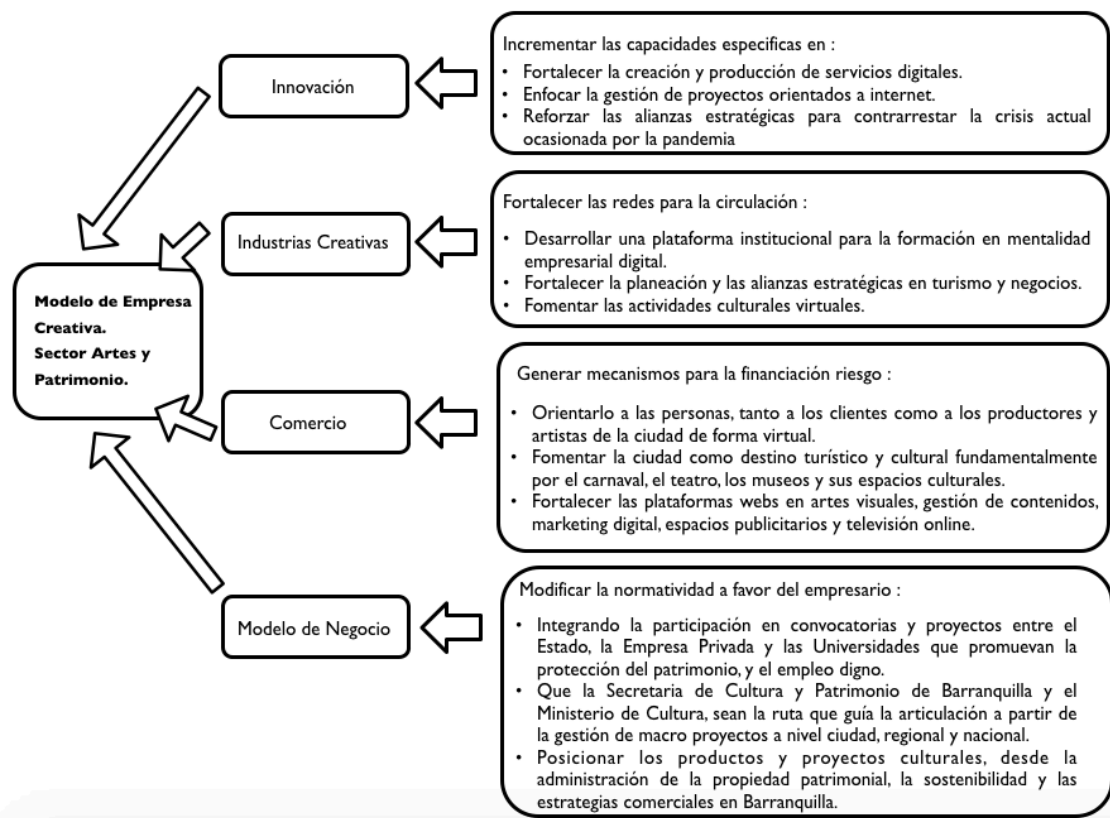 Innovación
Incrementar las capacidades especificas en :
• Fortalecer la creación y producción de servicios digitales.
• Enfocar la gestión de proyectos orientados a internet.
• Reforzar las alianzas estratégicas para contrarrestar la crisis actual
ocasionada por la pandemia
Industrias Creativas
Fortalecer las redes para la circulación :
• Desarrollar una plataforma institucional para la formación en mentalidad
empresarial digital.
• Fortalecer la planeación y las alianzas estratégicas en turismo y negocios.
• Fomentar las actividades culturales virtuales.
Modelo de Empresa
Creativa.
Sector Artes y
Patrimonio.
Comercio
Generar mecanismos para la financiación riesgo :
• Orientarlo a las personas, tanto a los clientes como a los productores y
artistas de la ciudad de forma virtual.
• Fomentar la ciudad como destino turístico y cultural fundamentalmente
por el carnaval, el teatro, los museos y sus espacios culturales.
• Fortalecer las plataformas webs en artes visuales, gestión de contenidos,
marketing digital, espacios publicitarios y televisión online.
Modelo de Negocio
Modificar la normatividad a favor del empresario :
• Integrando la participación en convocatorias y proyectos entre el
Estado, la Empresa Privada y las Universidades que promuevan la
protección del patrimonio, y el empleo digno.
• Que la Secretaria de Cultura y Patrimonio de Barranquilla y el
Ministerio de Cultura, sean la ruta que guía la articulación a partir de
la gestión de macro proyectos a nivel ciudad, regional y nacional.
• Posicionar los productos y proyectos culturales, desde la
administración de la propiedad patrimonial, la sostenibilidad y las
estrategias comerciales en Barranquilla.